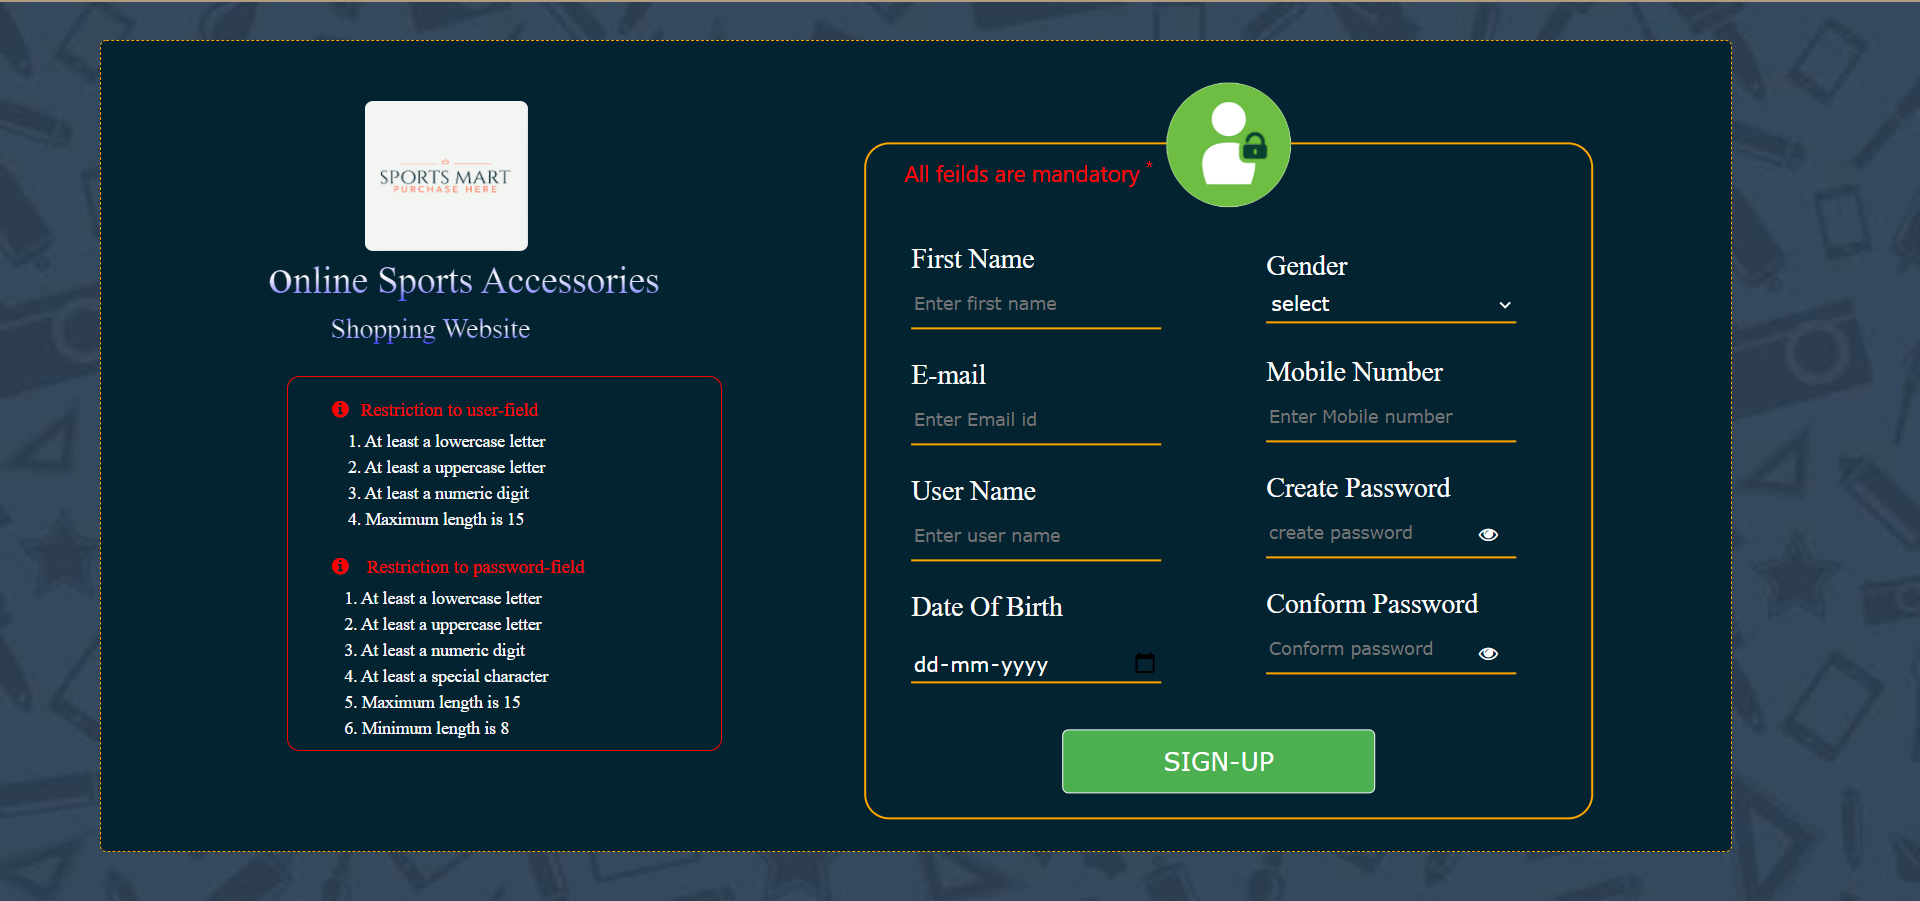 SPORTS MART
PURCHASE HERE
Online Sports Accessories
Shopping Website
Restriction to user-field
1. At least a lowercase letter
2. At least a uppercase letter
3. At least a numeric digit
4. Maximum length is 15
Restriction to password-field
1. At least a lowercase letter
2. At least a uppercase letter
3. At least a numeric digit
4. At least a special character
5. Maximum length is 15
6. Minimum length is 8
All feilds are mandatory *
First Name
Enter first name
Gender
select
E-mail
Enter Email id
Mobile Number
Enter Mobile number
User Name
Enter user name
Create Password
create password
Date Of Birth
dd-mm-yyyy
Conform Password
Conform password
SIGN-UP